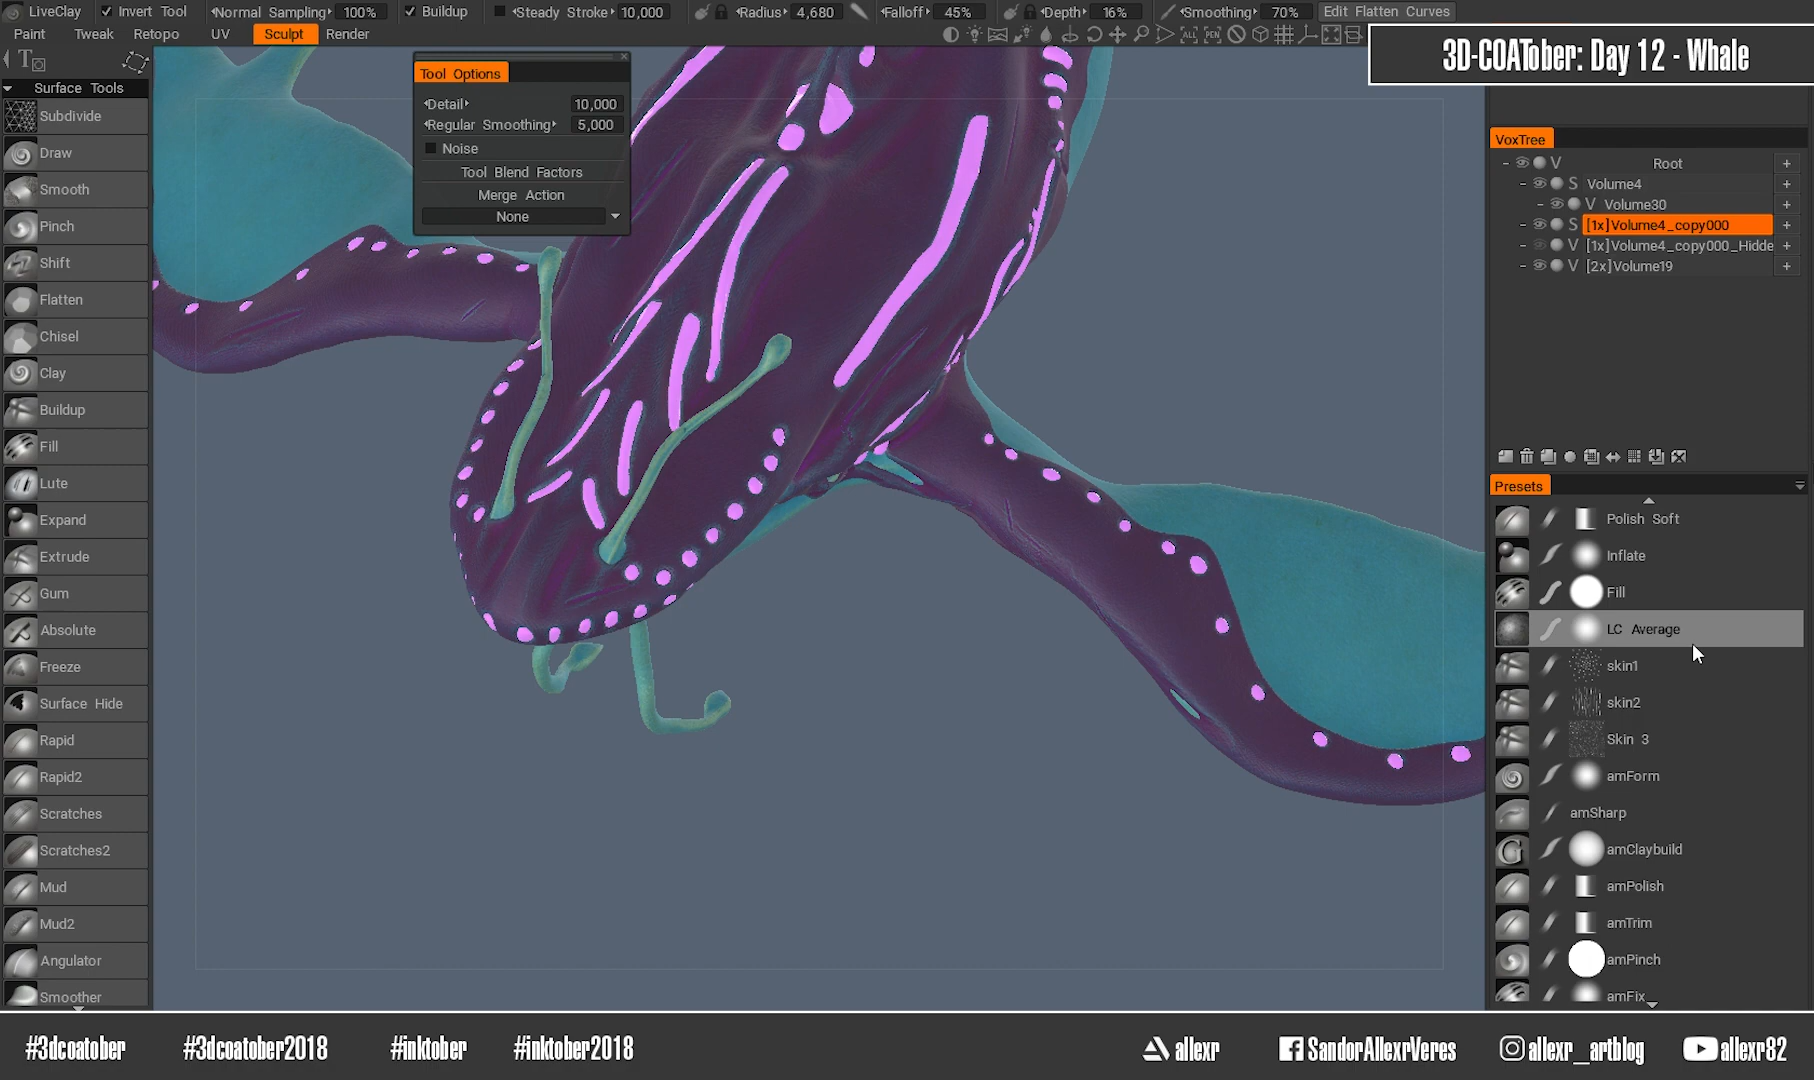 LiveClay Invert Tool Normal Sampling 100% Buildup Steady Stroke 10,000 Radius 4,680 Falloff 45% Depth 16% Smoothing 70% Edit Flatten Curves
Paint Tweak Retopo UV Sculpt Render
3D-COATober: Day 12 - Whale
Surface Tools
Subdivide
Draw
Smooth
Pinch
Shift
Flatten
Chisel
Clay
Buildup
Fill
Lute
Expand
Extrude
Gum
Absolute
Freeze
Surface Hide
Rapid
Rapid2
Scratches
Scratches2
Mud
Mud2
Angulator
Smoother
Tool Options
Detail 10,000
Regular Smoothing 5,000
Noise
Tool Blend Factors
Merge Action
None
VoxTree
V Root +
S Volume4 +
V Volume30 +
S [1x]Volume4_copy000 +
V [1x]Volume4_copy000_Hidde +
V [2x]Volume19 +
Presets
Polish Soft
Inflate
Fill
LC Average
skin1
skin2
Skin 3
amForm
amSharp
amClaybuild
amPolish
amTrim
amPinch
amFix
#3dcoatober #3dcoatober2018 #inktober #inktober2018 allexr SandorAllexrVeres allexr_artblog allexr82